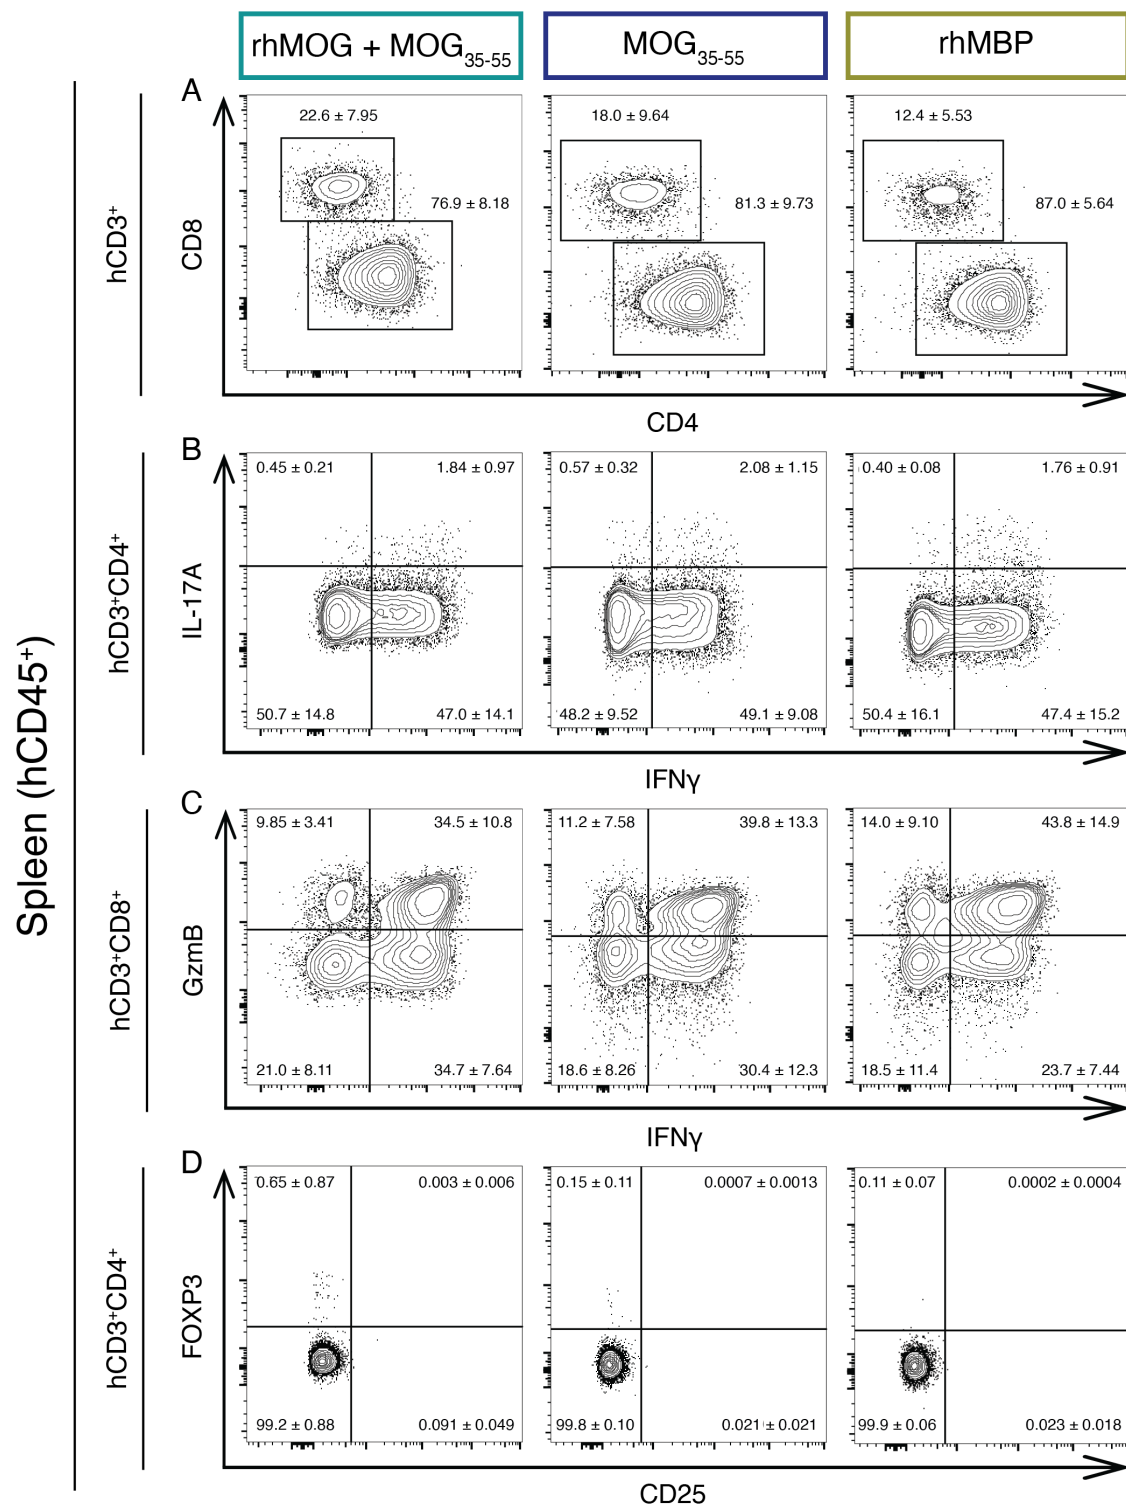 rhMOG + MOG35-55
MOG35-55
rhMBP
Spleen (hCD45+)
A
hCD3+
CD8
22.6 ± 7.95
76.9 ± 8.18
18.0 ± 9.64
81.3 ± 9.73
12.4 ± 5.53
87.0 ± 5.64
CD4
B
hCD3+CD4+
IL-17A
0.45 ± 0.21
1.84 ± 0.97
50.7 ± 14.8
47.0 ± 14.1
0.57 ± 0.32
2.08 ± 1.15
48.2 ± 9.52
49.1 ± 9.08
0.40 ± 0.08
1.76 ± 0.91
50.4 ± 16.1
47.4 ± 15.2
IFNγ
C
hCD3+CD8+
GzmB
9.85 ± 3.41
34.5 ± 10.8
21.0 ± 8.11
34.7 ± 7.64
11.2 ± 7.58
39.8 ± 13.3
18.6 ± 8.26
30.4 ± 12.3
14.0 ± 9.10
43.8 ± 14.9
18.5 ± 11.4
23.7 ± 7.44
IFNγ
D
hCD3+CD4+
FOXP3
0.65 ± 0.87
0.003 ± 0.006
99.2 ± 0.88
0.091 ± 0.049
0.15 ± 0.11
0.0007 ± 0.0013
99.8 ± 0.10
0.021 ± 0.021
0.11 ± 0.07
0.0002 ± 0.0004
99.9 ± 0.06
0.023 ± 0.018
CD25